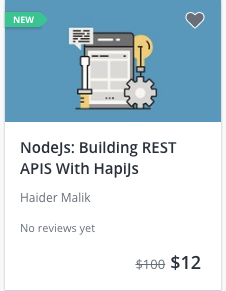 NEW
NodeJs: Building REST
APIS With HapiJs
Haider Malik
No reviews yet
$100 $12